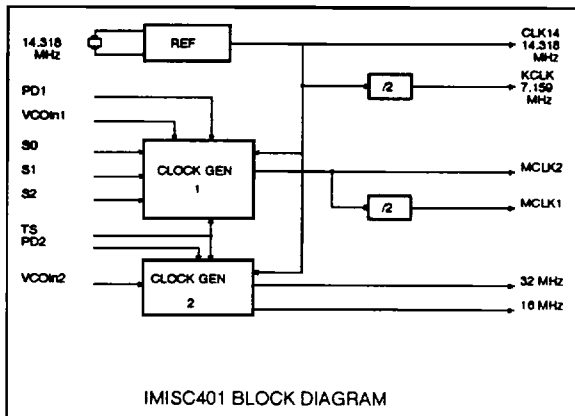 14.318
MHz
REF
CLK14
14.318
MHz
KCLK
7.159
MHz
/2
PD1
VCOIn1
S0
S1
S2
CLOCK GEN
1
MCLK2
/2
MCLK1
TS
PD2
VCOIn2
CLOCK GEN
2
32 MHz
16 MHz
IMISC401 BLOCK DIAGRAM